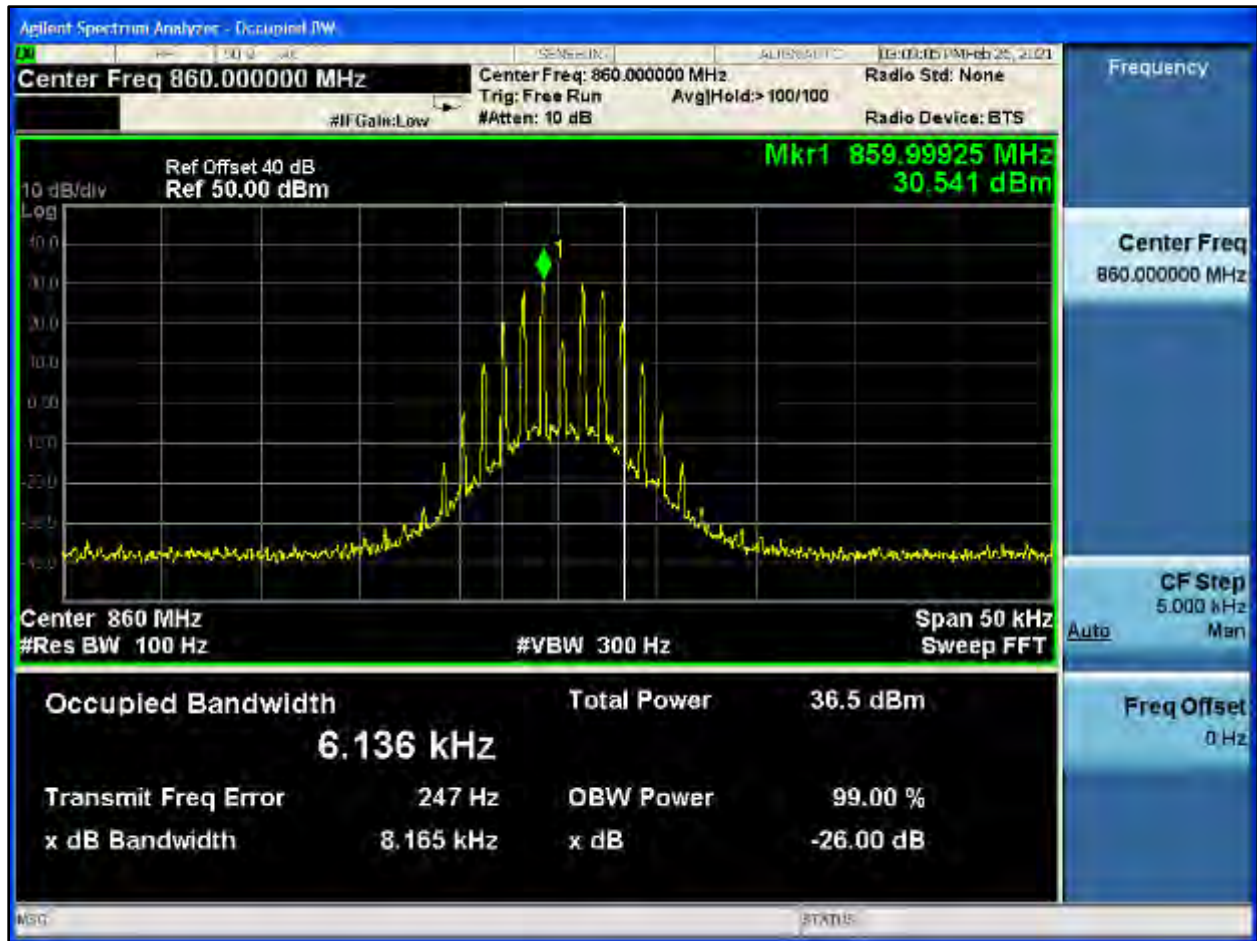 Agilent Spectrum Analyzer - Occupied BW
Center Freq 860.000000 MHz
#IFGain:Low
Center Freq: 860.000000 MHz
Trig: Free Run Avg|Hold:> 100/100
#Atten: 10 dB
Radio Std: None
Radio Device: BTS
Frequency
Mkr1 859.99925 MHz
30.541 dBm
Ref Offset 40 dB
10 dB/div Ref 50.00 dBm
Log
1
Center Freq
860.000000 MHz
Center 860 MHz Span 50 kHz
#Res BW 100 Hz #VBW 300 Hz Sweep FFT
CF Step
5.000 kHz
Auto Man
Occupied Bandwidth Total Power 36.5 dBm
6.136 kHz
Transmit Freq Error 247 Hz OBW Power 99.00 %
x dB Bandwidth 8.165 kHz x dB -26.00 dB
Freq Offset
0 Hz
MSG STATUS